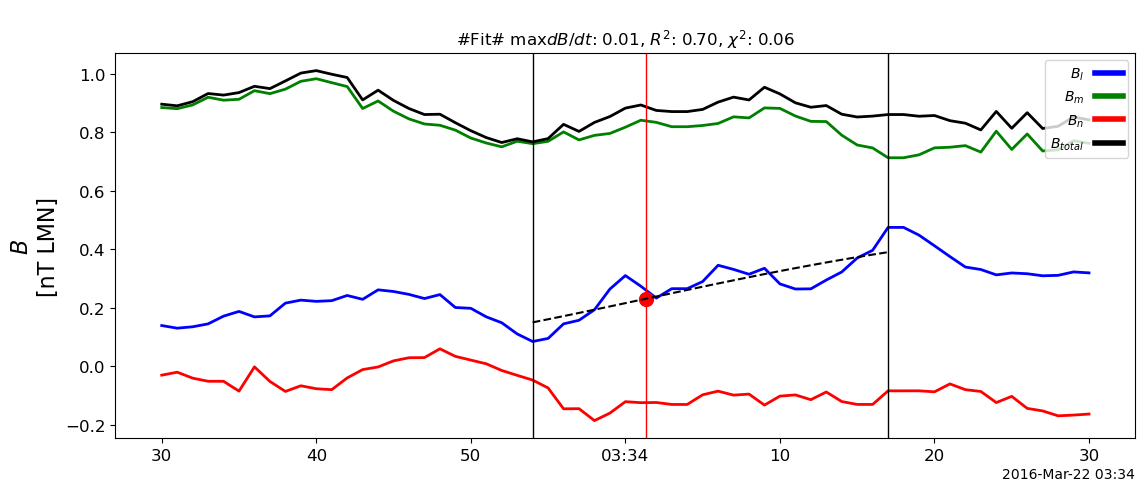 #Fit# maxdB/dt: 0.01, R²: 0.70, χ²: 0.06
B
[nT LMN]
1.0
0.8
0.6
0.4
0.2
0.0
−0.2
B_l
B_m
B_n
B_total
30 40 50 03:34 10 20 30
2016-Mar-22 03:34